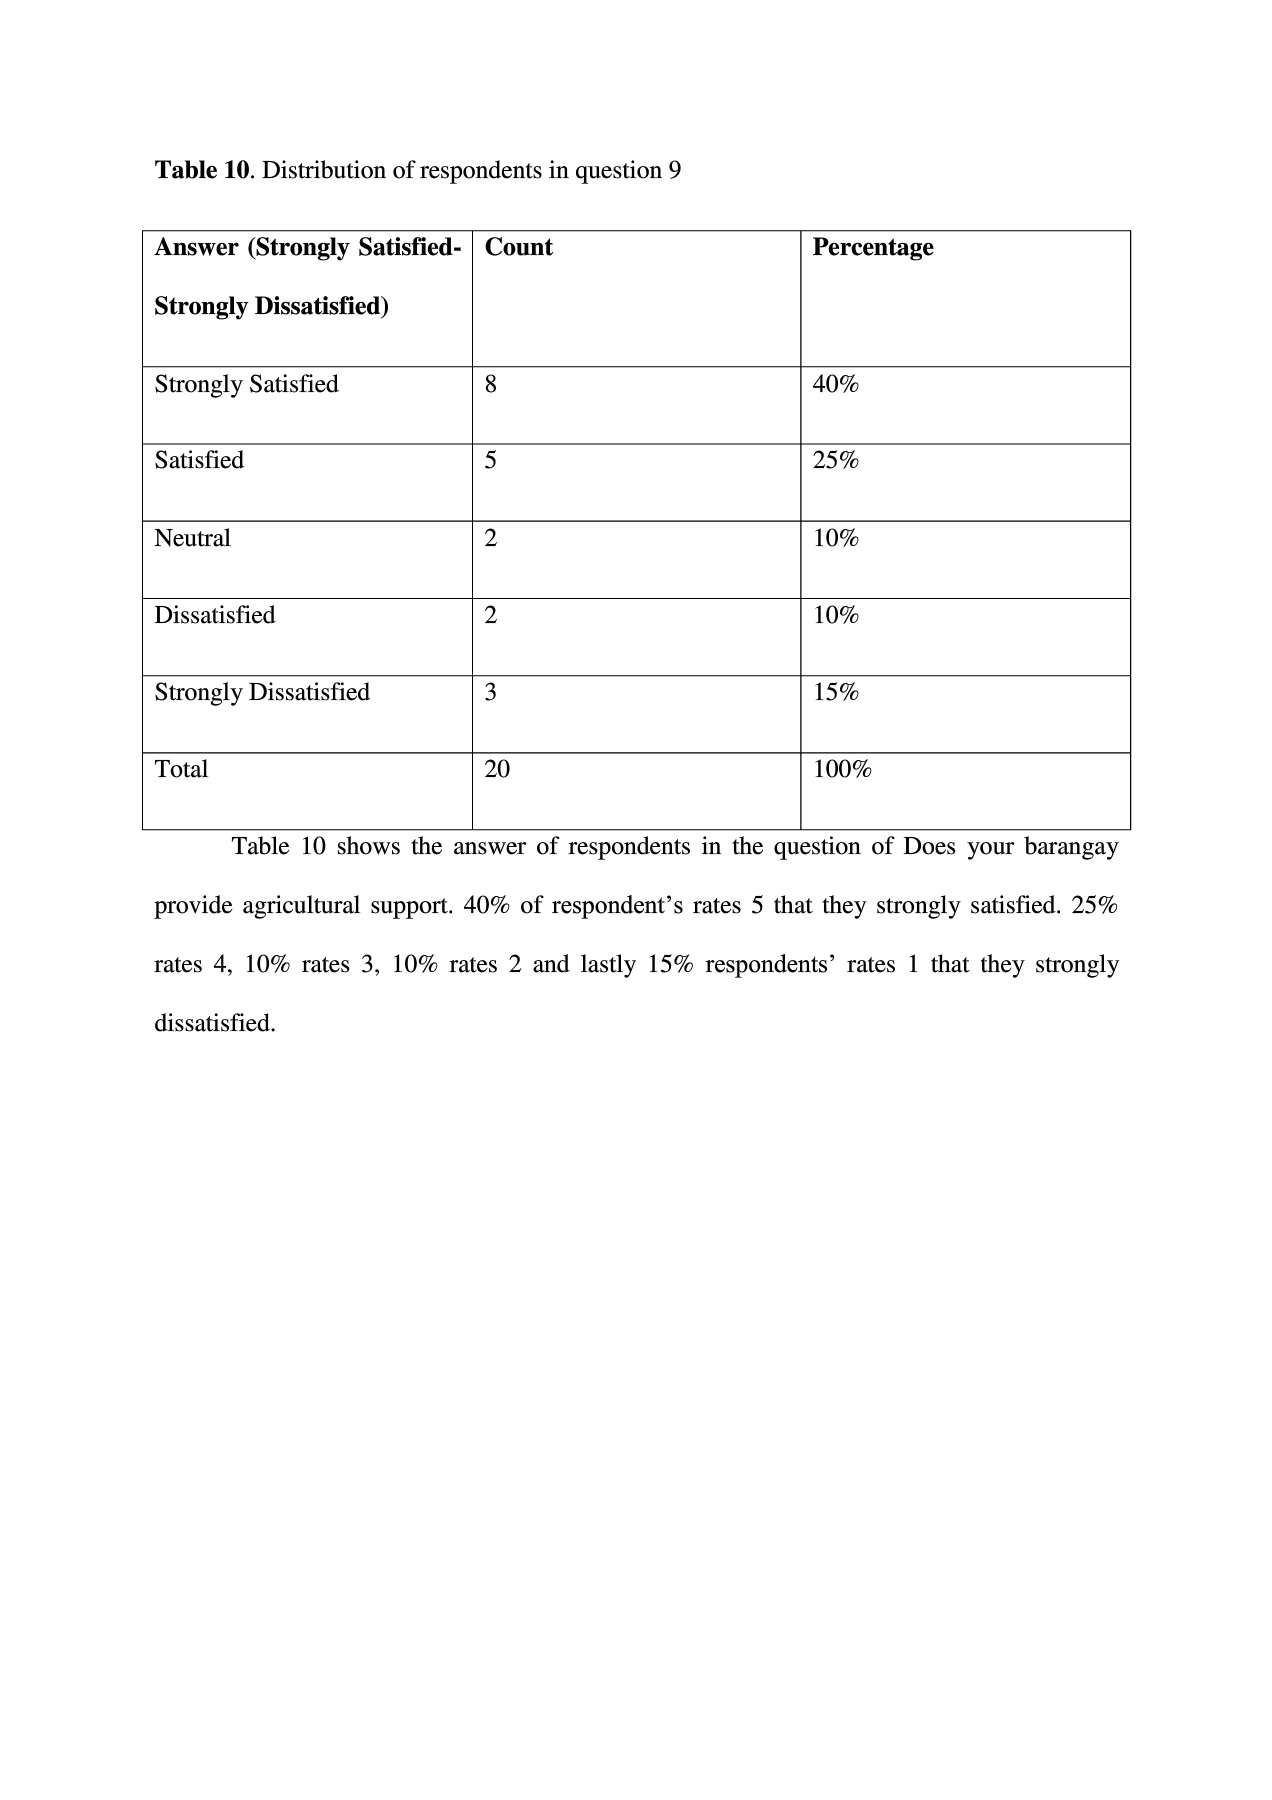 Table 10. Distribution of respondents in question 9
Answer (Strongly Satisfied- Count Percentage
Strongly Dissatisfied)
Strongly Satisfied 8 40%
Satisfied 5 25%
Neutral 2 10%
Dissatisfied 2 10%
Strongly Dissatisfied 3 15%
Total 20 100%
Table 10 shows the answer of respondents in the question of Does your barangay
provide agricultural support. 40% of respondent’s rates 5 that they strongly satisfied. 25%
rates 4, 10% rates 3, 10% rates 2 and lastly 15% respondents’ rates 1 that they strongly
dissatisfied.